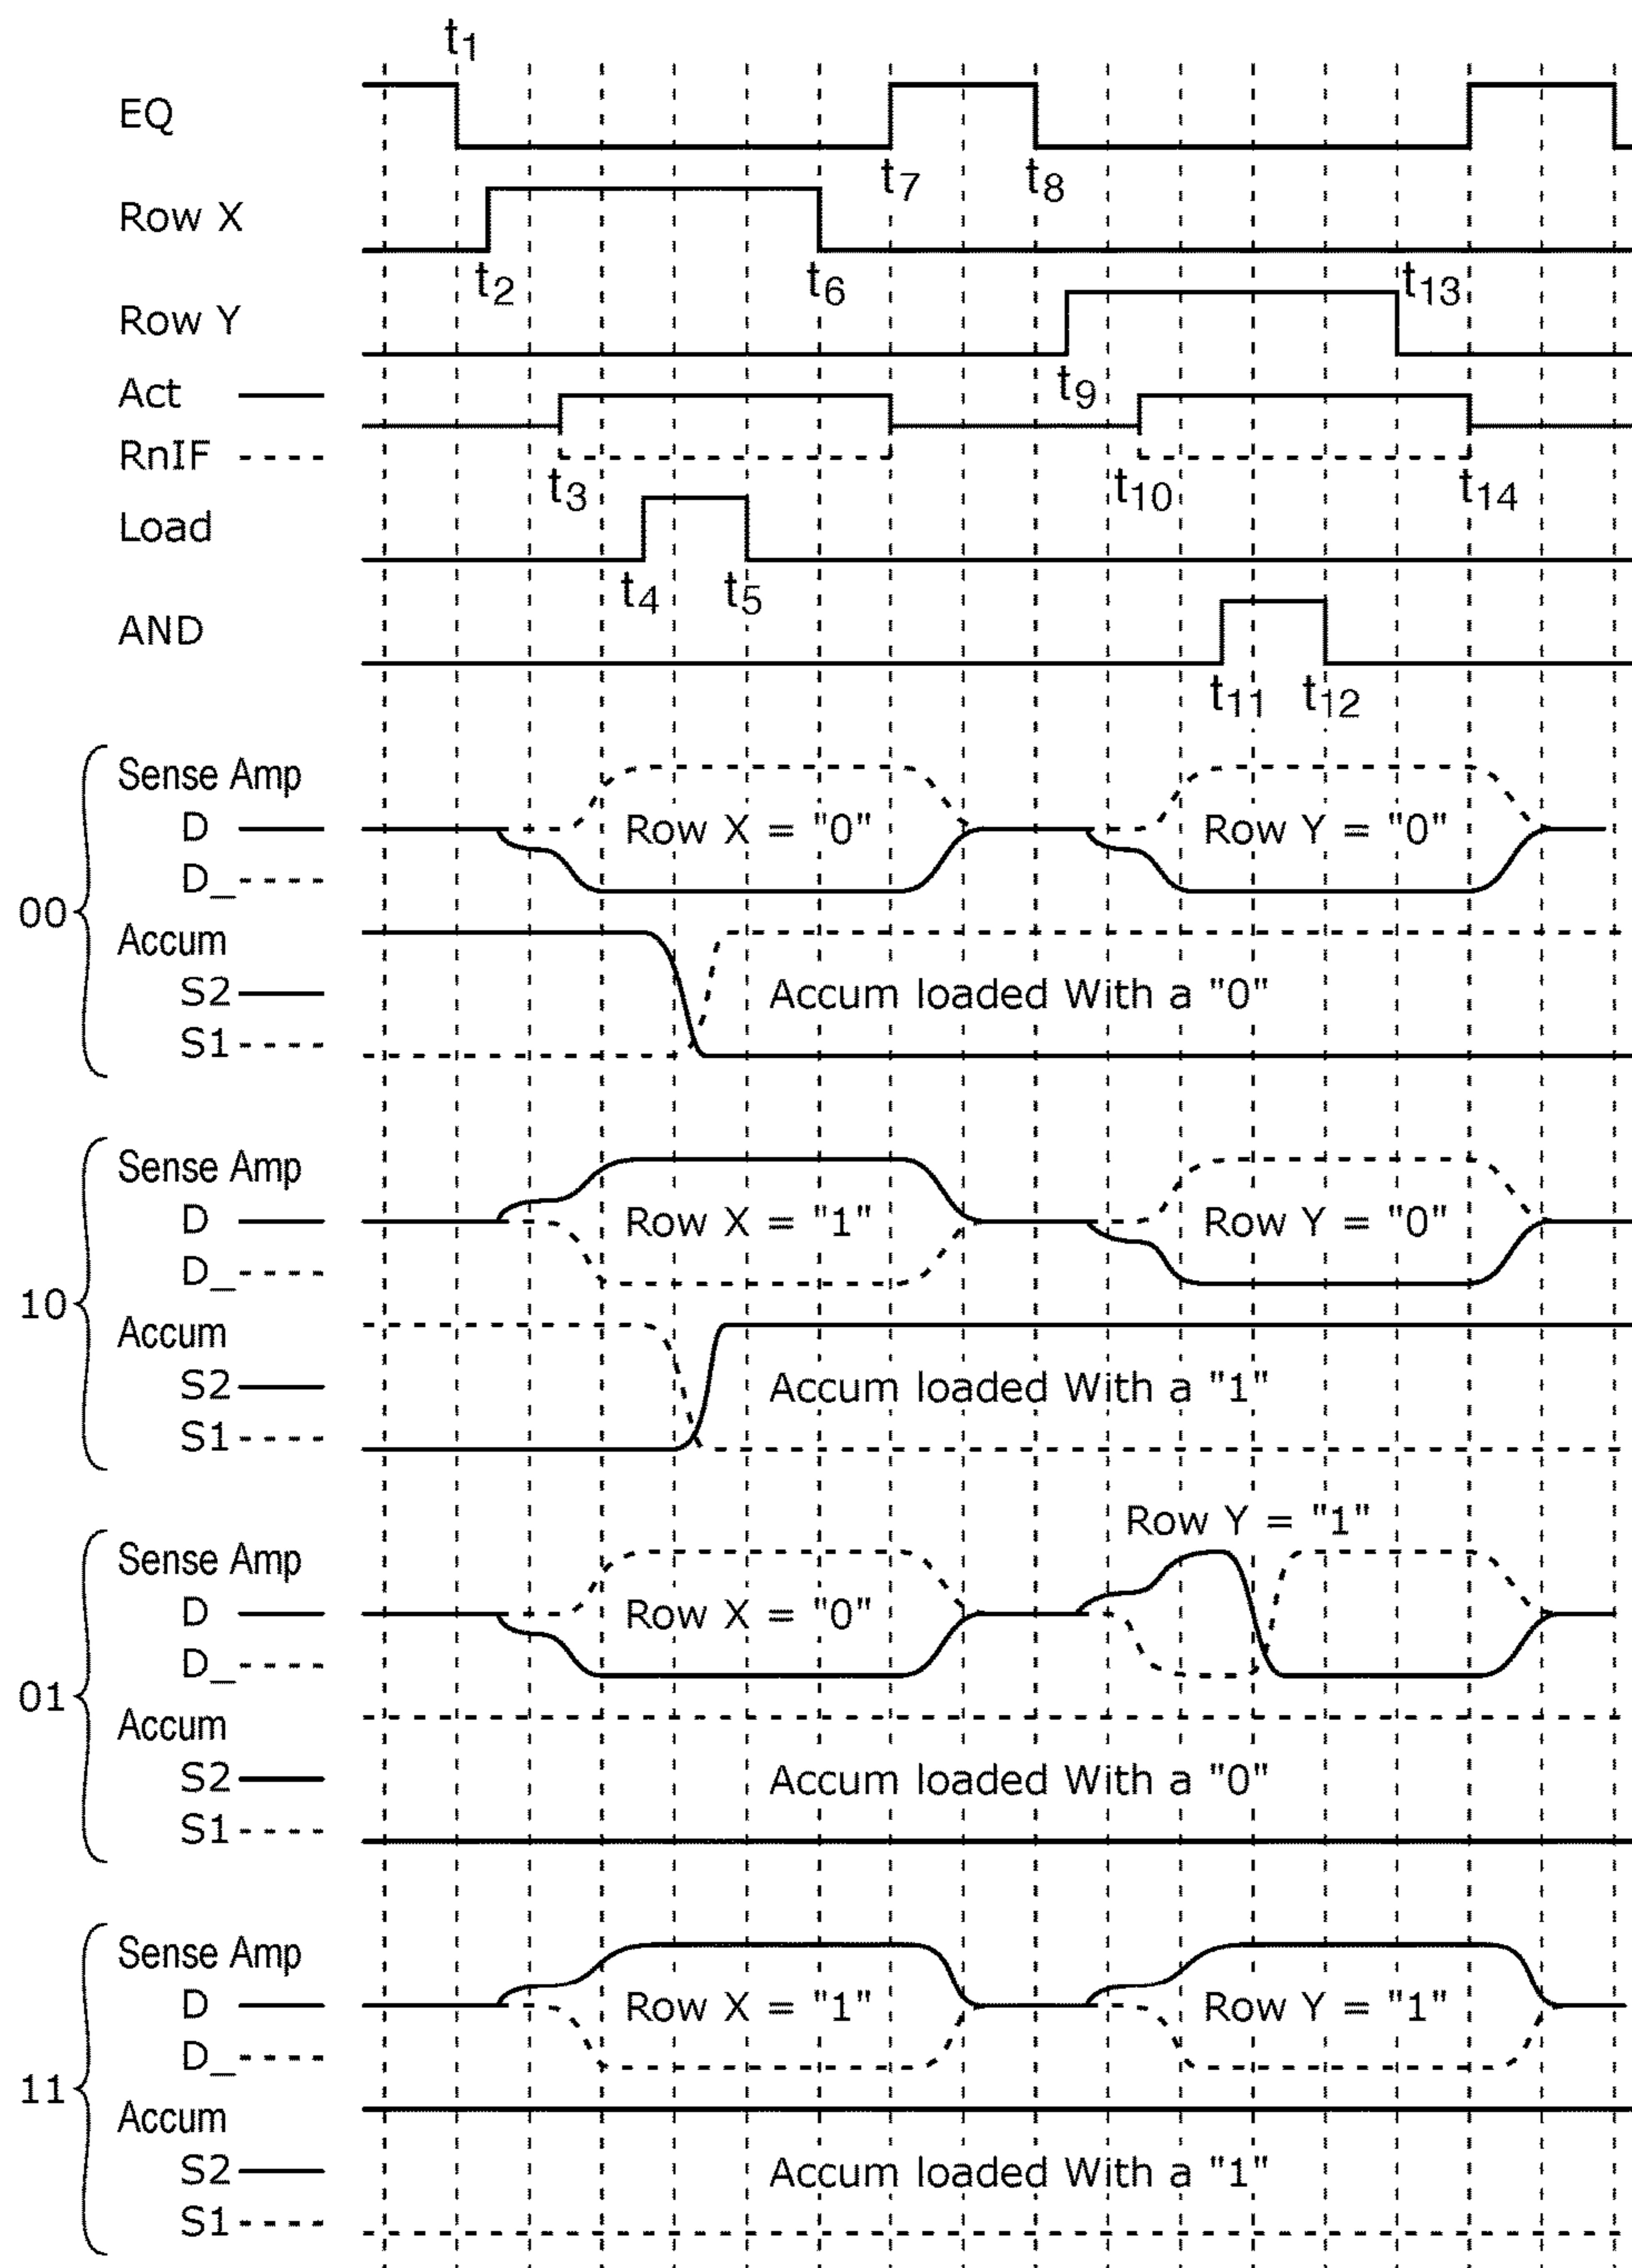 t1
EQ
t7 t8
Row X
t2 t6 t13
Row Y
t9
Act
RnIF
t3 t10 t14
Load
t4 t5
AND
t11 t12
00
Sense Amp
D
Row X = "0" Row Y = "0"
D_
Accum
S2
Accum loaded With a "0"
S1
10
Sense Amp
D
Row X = "1" Row Y = "0"
D_
Accum
S2
Accum loaded With a "1"
S1
01
Row Y = "1"
Sense Amp
D
Row X = "0"
D_
Accum
S2
Accum loaded With a "0"
S1
11
Sense Amp
D
Row X = "1" Row Y = "1"
D_
Accum
S2
Accum loaded With a "1"
S1